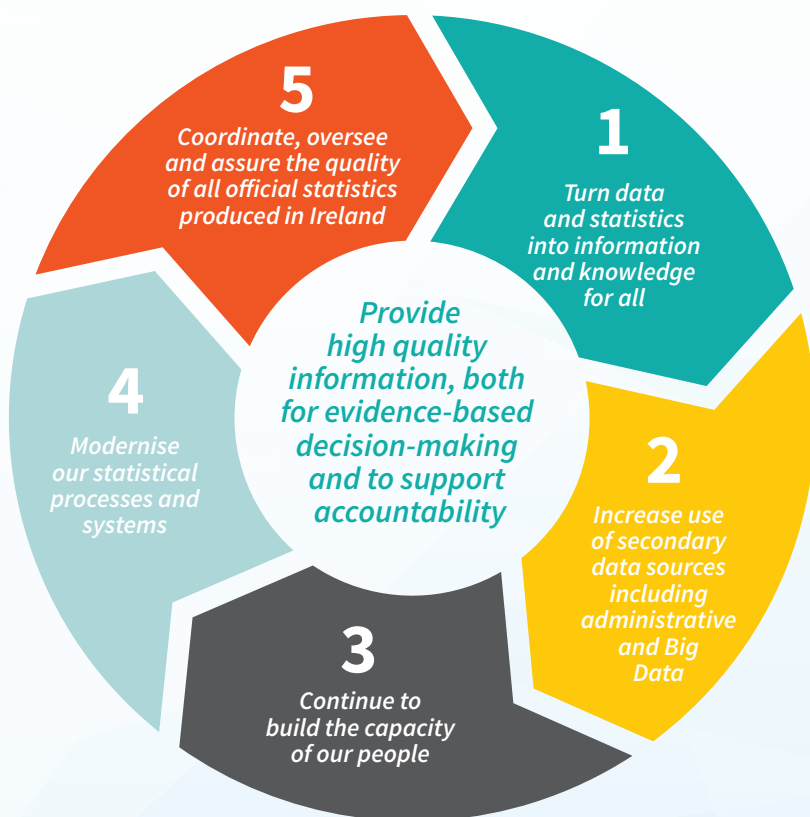 1
Turn data
and statistics
into information
and knowledge
for all
2
Increase use
of secondary
data sources
including
administrative
and Big
Data
3
Continue to
build the capacity
of our people
4
Modernise
our statistical
processes and
systems
5
Coordinate, oversee
and assure the quality
of all official statistics
produced in Ireland
Provide
high quality
information, both
for evidence-based
decision-making
and to support
accountability